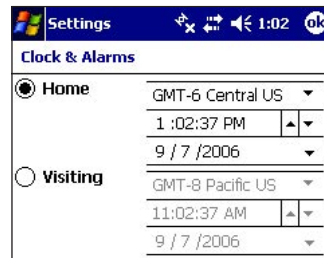 Settings 1:02 ok
Clock & Alarms
Home GMT-6 Central US
1 :02:37 PM
9 / 7 /2006
Visiting GMT-8 Pacific US
11:02:37 AM
9 / 7 /2006